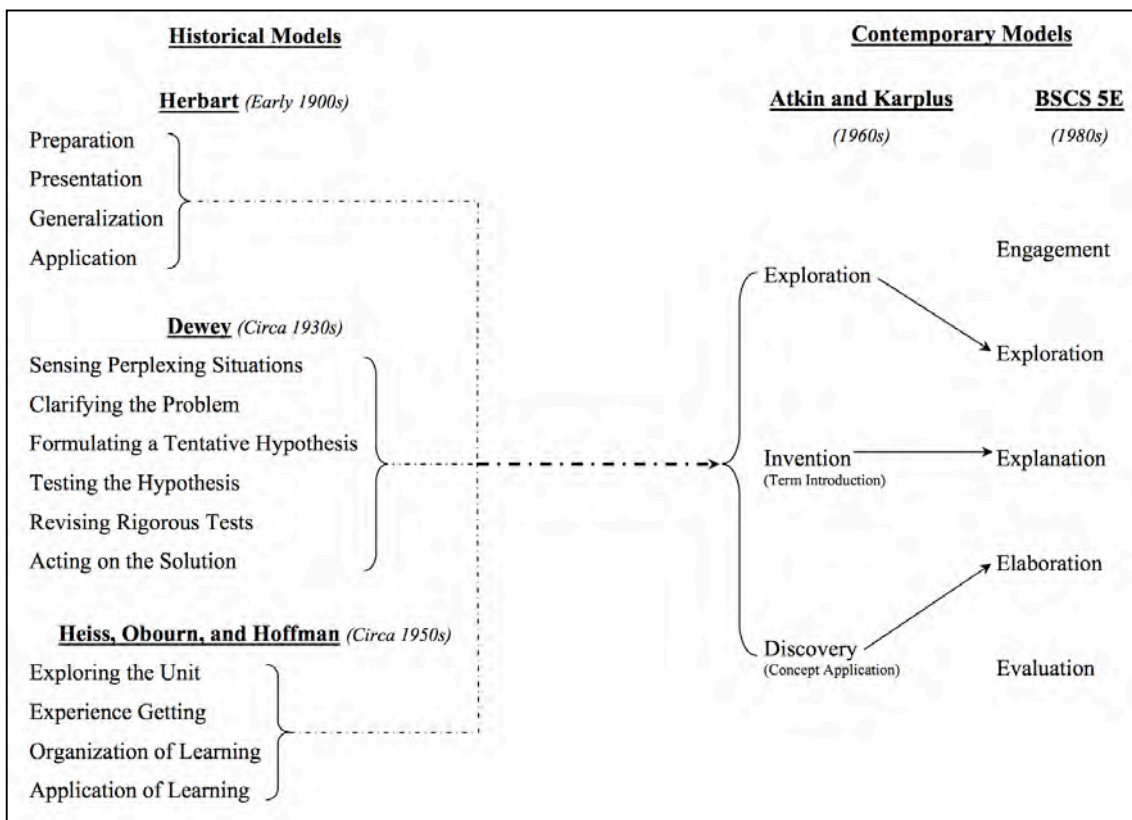 Historical Models
Herbart (Early 1900s)
Preparation
Presentation
Generalization
Application
Dewey (Circa 1930s)
Sensing Perplexing Situations
Clarifying the Problem
Formulating a Tentative Hypothesis
Testing the Hypothesis
Revising Rigorous Tests
Acting on the Solution
Heiss, Obourn, and Hoffman (Circa 1950s)
Exploring the Unit
Experience Getting
Organization of Learning
Application of Learning
Contemporary Models
Atkin and Karplus
(1960s)
Exploration
Invention
(Term Introduction)
Discovery
(Concept Application)
BSCS 5E
(1980s)
Engagement
Exploration
Explanation
Elaboration
Evaluation